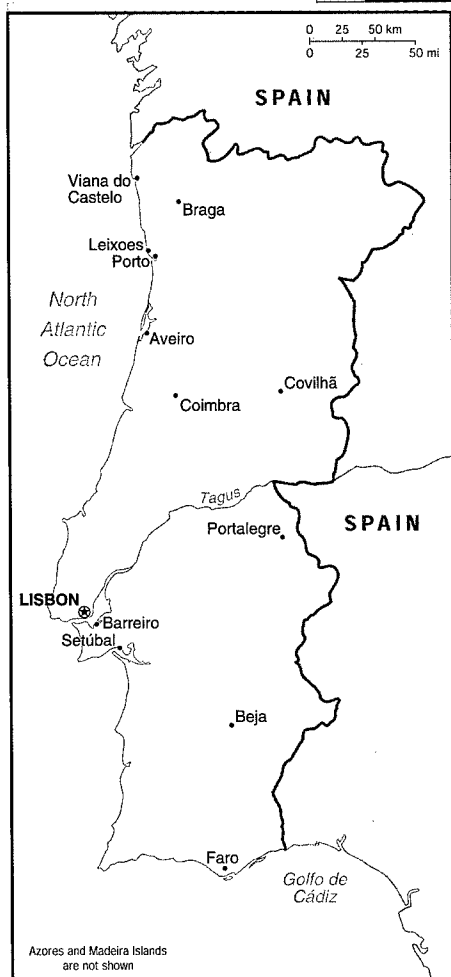 0 25 50 km
0 25 50 mi
SPAIN
Viana do
Castelo
Braga
Leixoes
Porto
North
Atlantic
Ocean
Aveiro
Covilhã
Coimbra
Tagus
Portalegre
SPAIN
LISBON
Barreiro
Setúbal
Beja
Faro
Golfo de
Cádiz
Azores and Madeira Islands
are not shown